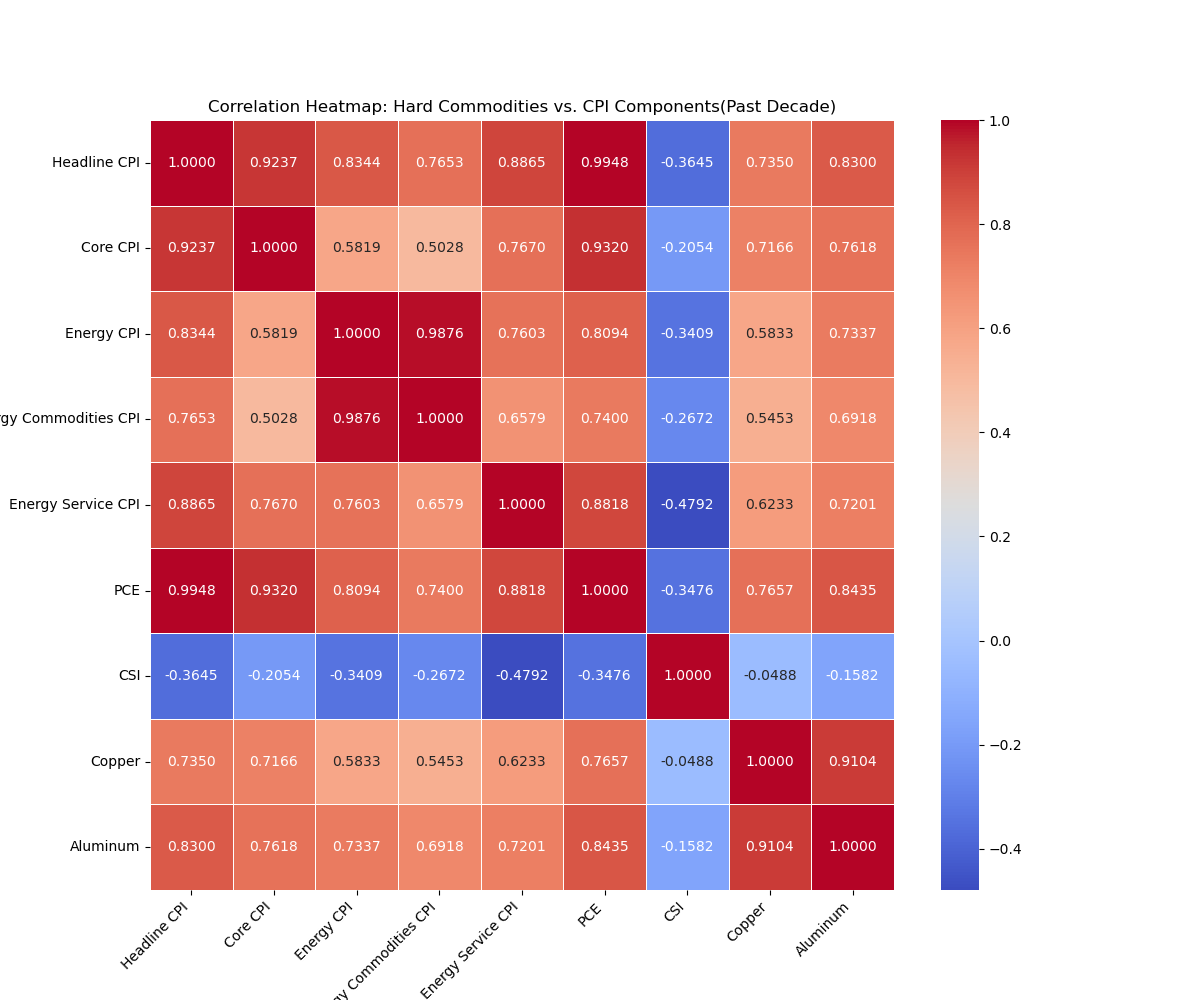 Correlation Heatmap: Hard Commodities vs. CPI Components(Past Decade)
Headline CPI 1.0000 0.9237 0.8344 0.7653 0.8865 0.9948 -0.3645 0.7350 0.8300
Core CPI 0.9237 1.0000 0.5819 0.5028 0.7670 0.9320 -0.2054 0.7166 0.7618
Energy CPI 0.8344 0.5819 1.0000 0.9876 0.7603 0.8094 -0.3409 0.5833 0.7337
gy Commodities CPI 0.7653 0.5028 0.9876 1.0000 0.6579 0.7400 -0.2672 0.5453 0.6918
Energy Service CPI 0.8865 0.7670 0.7603 0.6579 1.0000 0.8818 -0.4792 0.6233 0.7201
PCE 0.9948 0.9320 0.8094 0.7400 0.8818 1.0000 -0.3476 0.7657 0.8435
CSI -0.3645 -0.2054 -0.3409 -0.2672 -0.4792 -0.3476 1.0000 -0.0488 -0.1582
Copper 0.7350 0.7166 0.5833 0.5453 0.6233 0.7657 -0.0488 1.0000 0.9104
Aluminum 0.8300 0.7618 0.7337 0.6918 0.7201 0.8435 -0.1582 0.9104 1.0000
Headline CPI
Core CPI
Energy CPI
gy Commodities CPI
Energy Service CPI
PCE
CSI
Copper
Aluminum
1.0
0.8
0.6
0.4
0.2
0.0
−0.2
−0.4